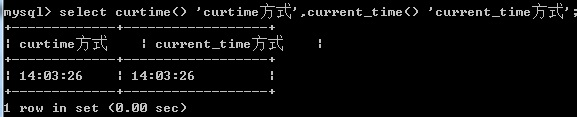 mysql> select curtime() 'curtime方式',current_time() 'current_time方式';
+-------------+------------------+
| curtime方式    | current_time方式    |
+-------------+------------------+
| 14:03:26    | 14:03:26         |
+-------------+------------------+
1 row in set (0.00 sec)